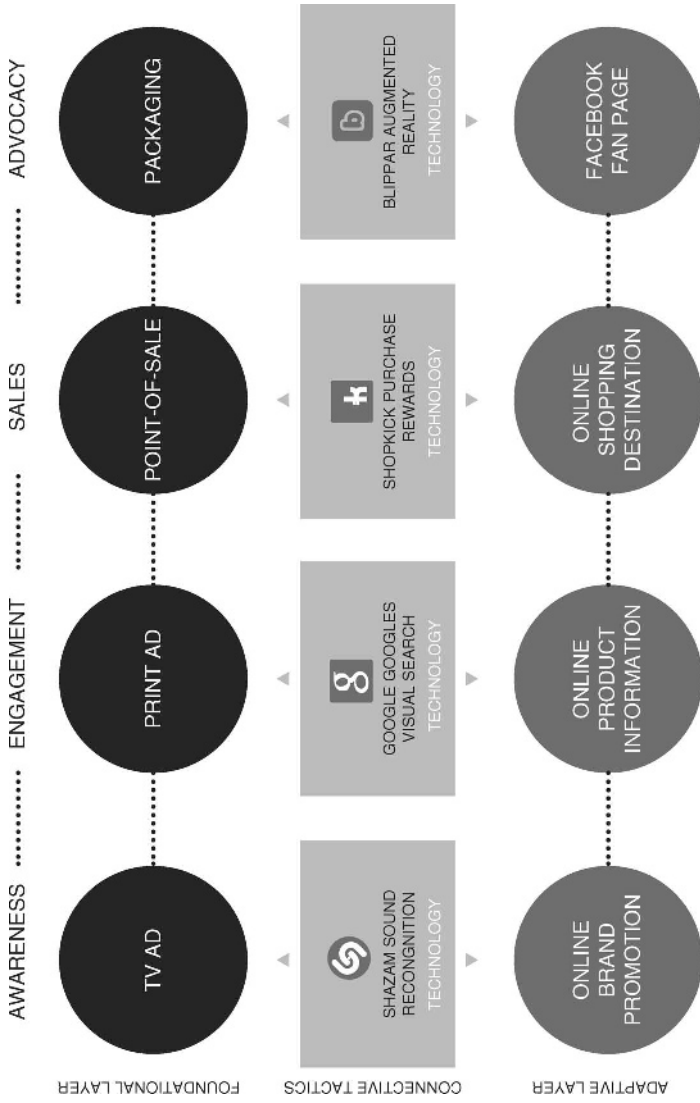 AWARENESS
ENGAGEMENT
SALES
ADVOCACY
FOUNDATIONAL LAYER
TV AD
PRINT AD
POINT-OF-SALE
PACKAGING
CONNECTIVE TACTICS
SHAZAM SOUND
RECONGNITION
TECHNOLOGY
g
GOOGLE GOOGLES
VISUAL SEARCH
TECHNOLOGY
k
SHOPKICK PURCHASE
REWARDS
TECHNOLOGY
b
BLIPPAR AUGMENTED
REALITY
TECHNOLOGY
ADAPTIVE LAYER
ONLINE
BRAND
PROMOTION
ONLINE
PRODUCT
INFORMATION
ONLINE
SHOPPING
DESTINATION
FACEBOOK
FAN PAGE